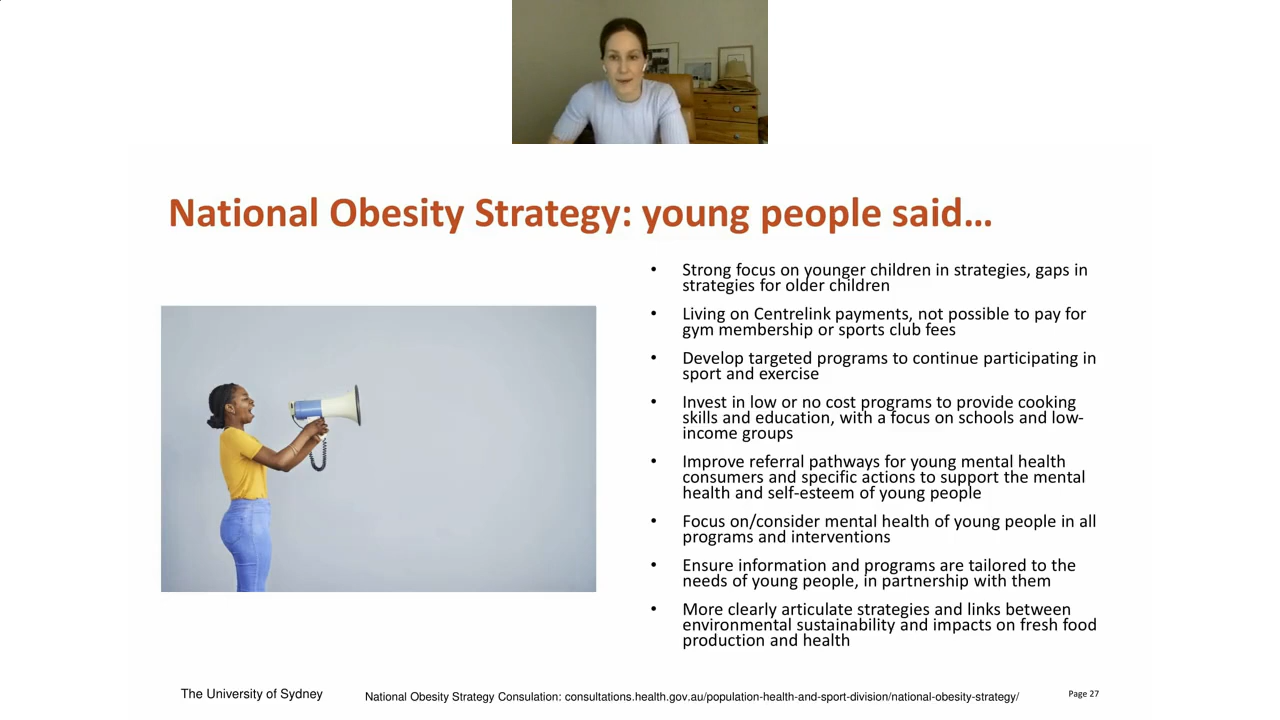 National Obesity Strategy: young people said…
• Strong focus on younger children in strategies, gaps in
strategies for older children
• Living on Centrelink payments, not possible to pay for
gym membership or sports club fees
• Develop targeted programs to continue participating in
sport and exercise
• Invest in low or no cost programs to provide cooking
skills and education, with a focus on schools and low-
income groups
• Improve referral pathways for young mental health
consumers and specific actions to support the mental
health and self-esteem of young people
• Focus on/consider mental health of young people in all
programs and interventions
• Ensure information and programs are tailored to the
needs of young people, in partnership with them
• More clearly articulate strategies and links between
environmental sustainability and impacts on fresh food
production and health
The University of Sydney
National Obesity Strategy Consulation: consultations.health.gov.au/population-health-and-sport-division/national-obesity-strategy/
Page 27